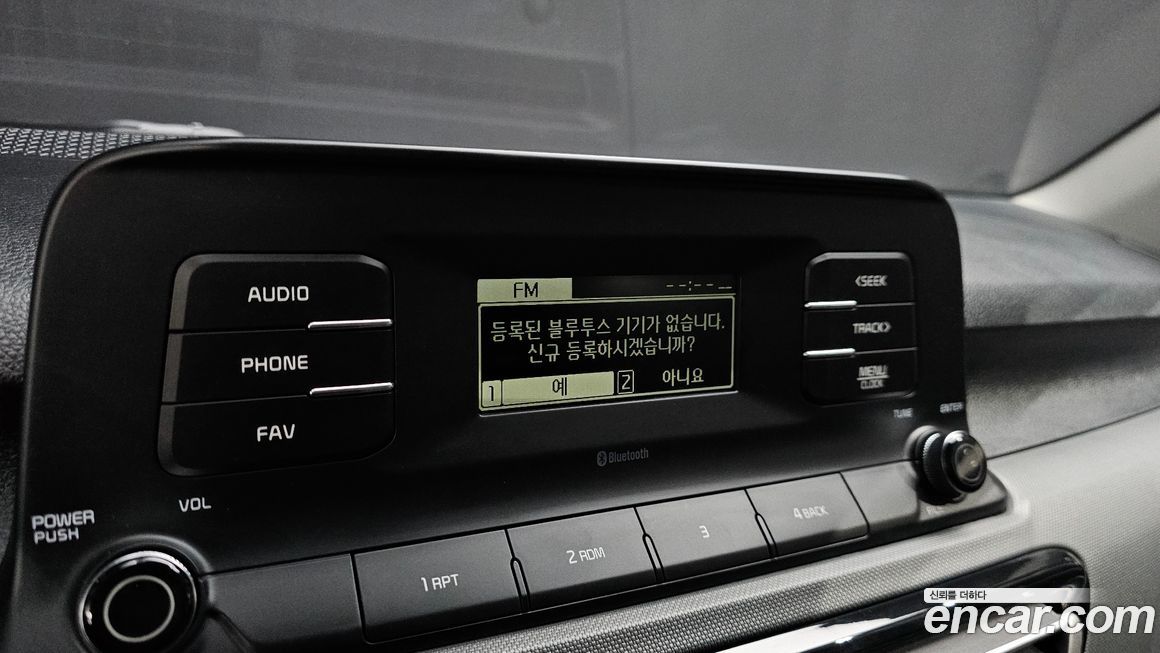 AUDIO
PHONE
FAV
FM
--:--
등록된 블루투스 기기가 없습니다.
신규 등록하시겠습니까?
1 예 2 아니요
Bluetooth
<SEEK
TRACK>
MENU
CLOCK
TUNE
ENTER
VOL
POWER
PUSH
1 RPT
2 RDM
3
4 BACK
신뢰를 더하다
encar.com